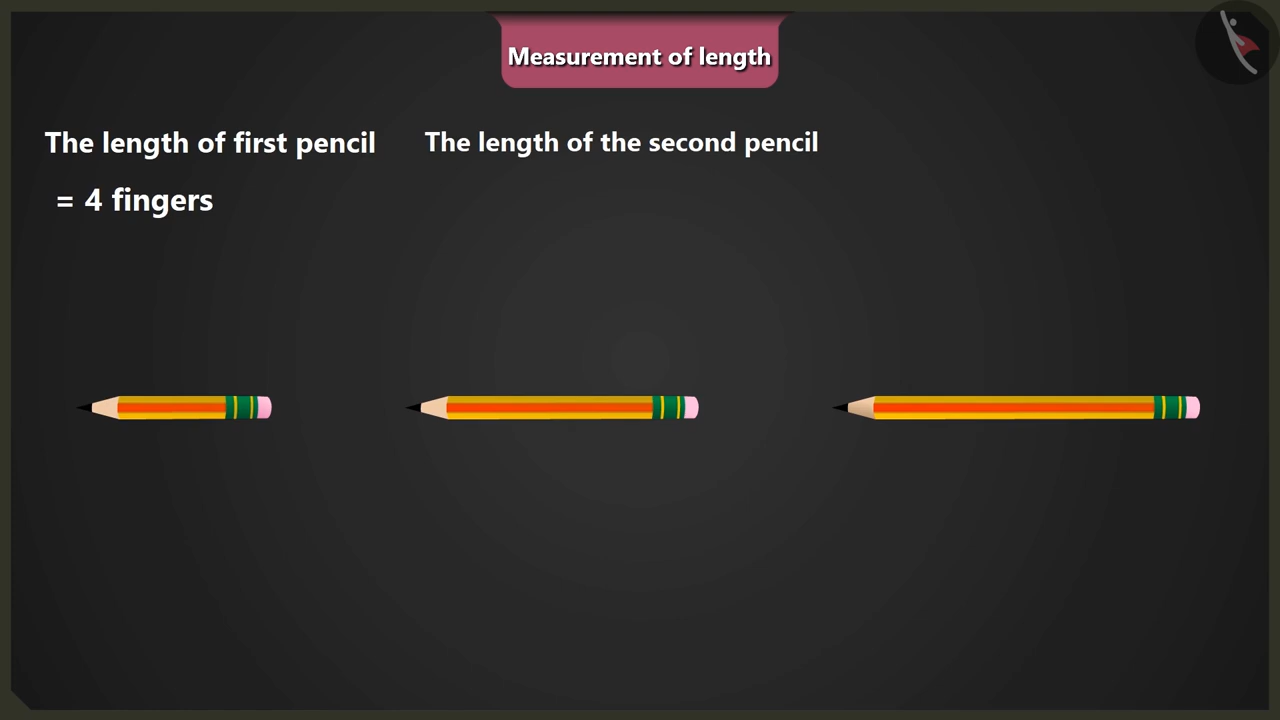 Measurement of length
The length of first pencil
= 4 fingers
The length of the second pencil